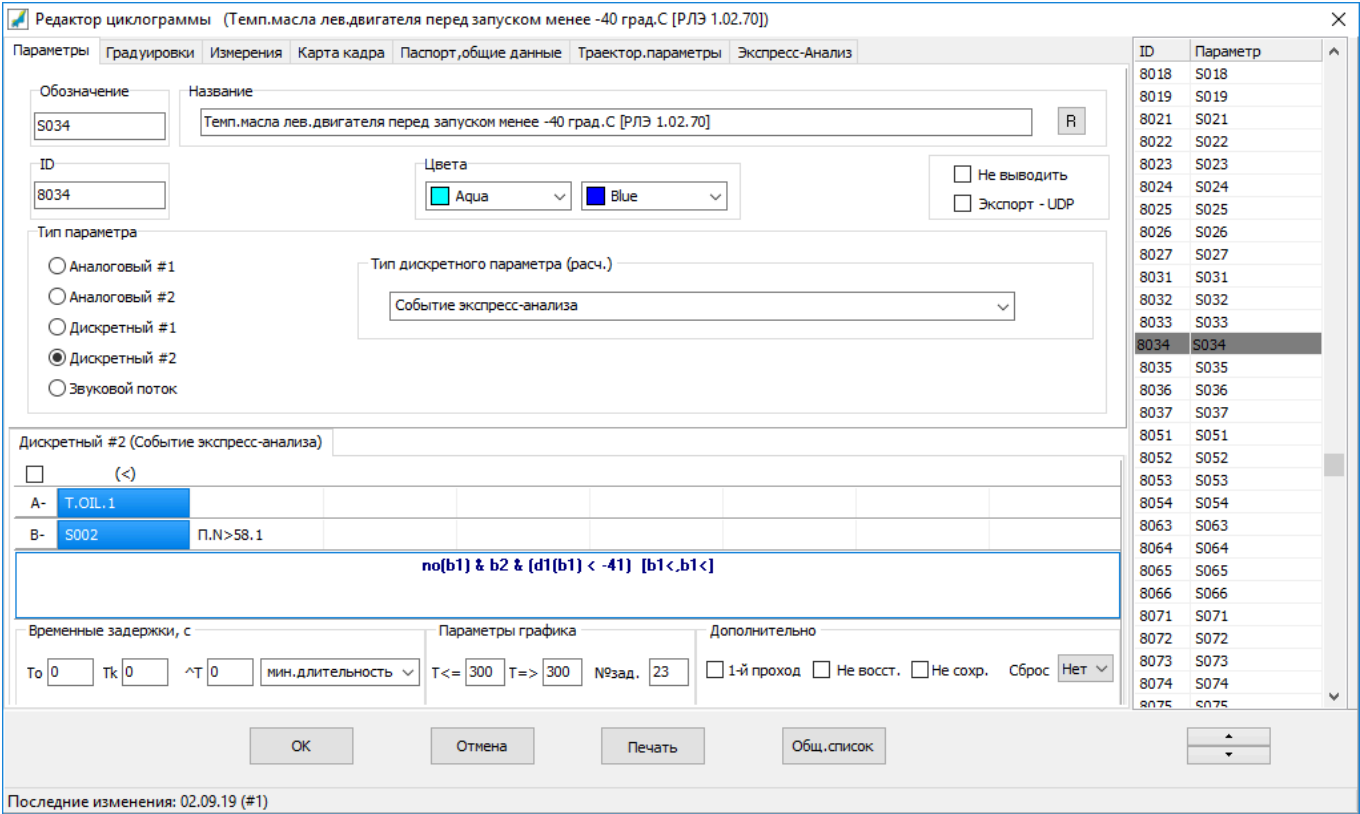 Редактор циклограммы (Темп.масла лев.двигателя перед запуском менее -40 град.С [РЛЭ 1.02.70])
Параметры Градуировки Измерения Карта кадра Паспорт,общие данные Траектор.параметры Экспресс-Анализ
Обозначение Название
S034 Темп.масла лев.двигателя перед запуском менее -40 град.С [РЛЭ 1.02.70] R
ID Цвета
8034 Aqua Blue
Не выводить
Экспорт - UDP
Тип параметра
Аналоговый #1
Аналоговый #2
Дискретный #1
Дискретный #2
Звуковой поток
Тип дискретного параметра (расч.)
Событие экспресс-анализа
Дискретный #2 (Событие экспресс-анализа)
(<)
A- T.OIL.1
B- S002 П.N>58.1
no(b1) & b2 & (d1(b1) < -41) [b1<,b1<]
Временные задержки, с Параметры графика Дополнительно
To 0 Tk 0 ^T 0 мин.длительность T<= 300 T=> 300 №зад. 23 1-й проход Не восст. Не сохр. Сброс Нет
OK Отмена Печать Общ.список
Последние изменения: 02.09.19 (#1)
ID Параметр
8018 S018
8019 S019
8021 S021
8022 S022
8023 S023
8024 S024
8025 S025
8026 S026
8027 S027
8031 S031
8032 S032
8033 S033
8034 S034
8035 S035
8036 S036
8037 S037
8051 S051
8052 S052
8053 S053
8054 S054
8063 S063
8064 S064
8065 S065
8066 S066
8071 S071
8072 S072
8073 S073
8074 S074
8075 S075